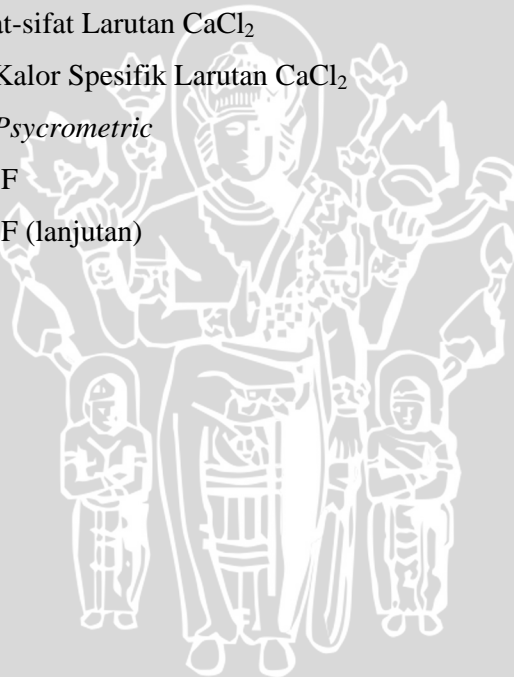 at-sifat Larutan CaCl₂
Kalor Spesifik Larutan CaCl₂
Psycrometric
F
F (lanjutan)